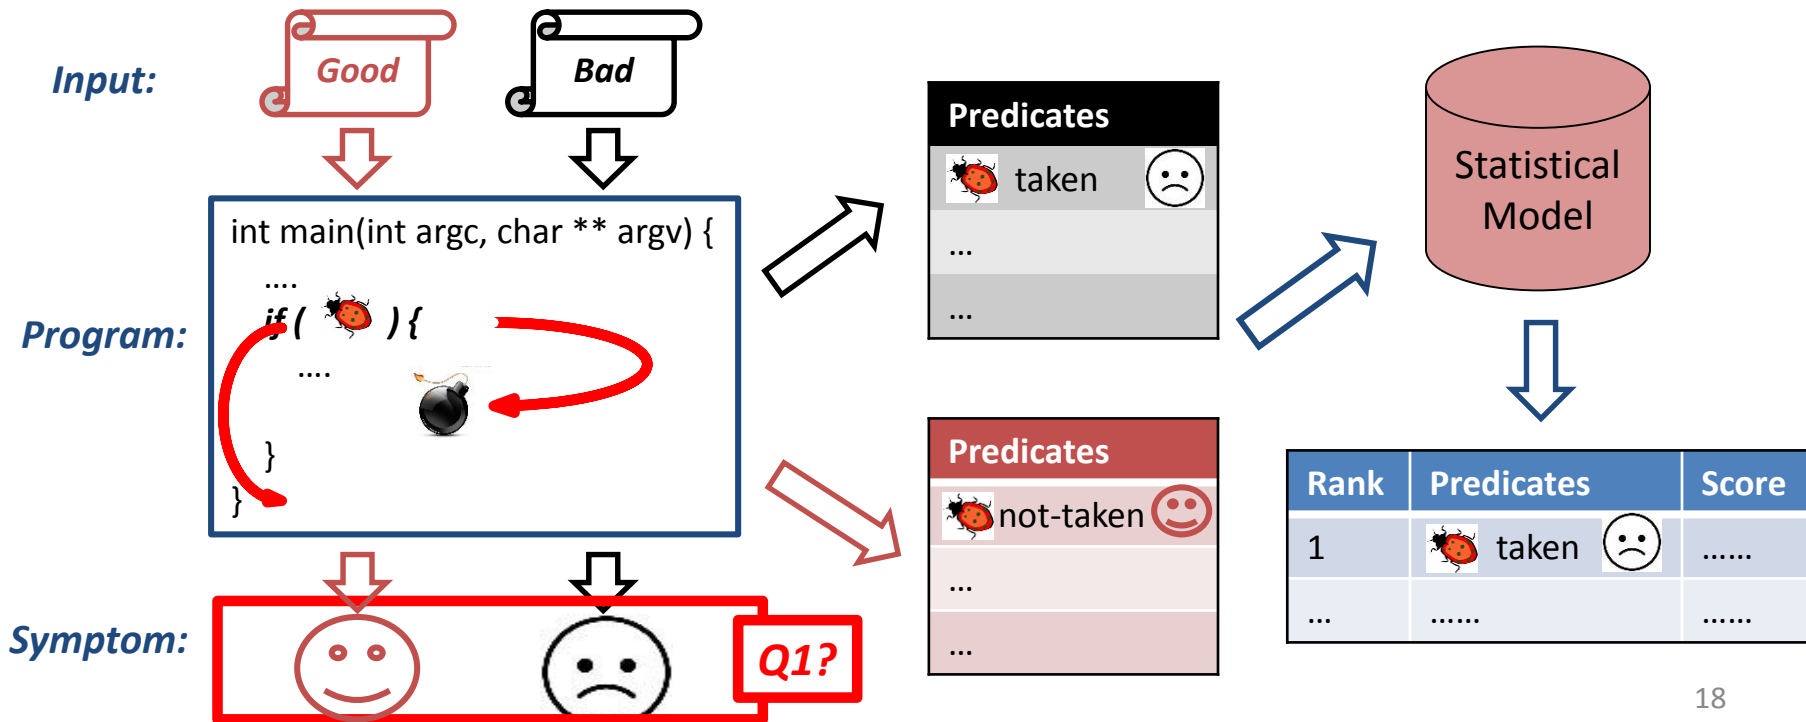 Input:
Good
Bad
Program:
int main(int argc, char ** argv) {
....
if ( ) {
....
}
}
Symptom:
Q1?
Predicates
taken
...
...
Predicates
not-taken
...
...
Statistical
Model
Rank Predicates Score
1 taken ......
... ...... ......
18